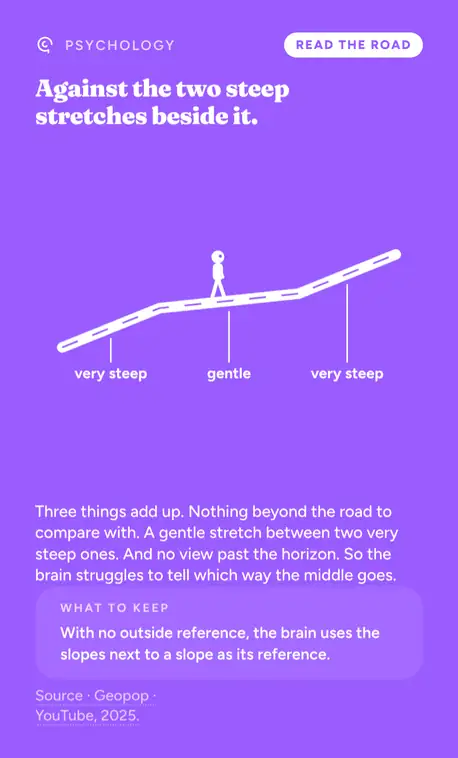 PSYCHOLOGY
READ THE ROAD
Against the two steep
stretches beside it.
very steep
gentle
very steep
Three things add up. Nothing beyond the road to
compare with. A gentle stretch between two very
steep ones. And no view past the horizon. So the
brain struggles to tell which way the middle goes.
WHAT TO KEEP
With no outside reference, the brain uses the
slopes next to a slope as its reference.
Source · Geopop ·
YouTube, 2025.